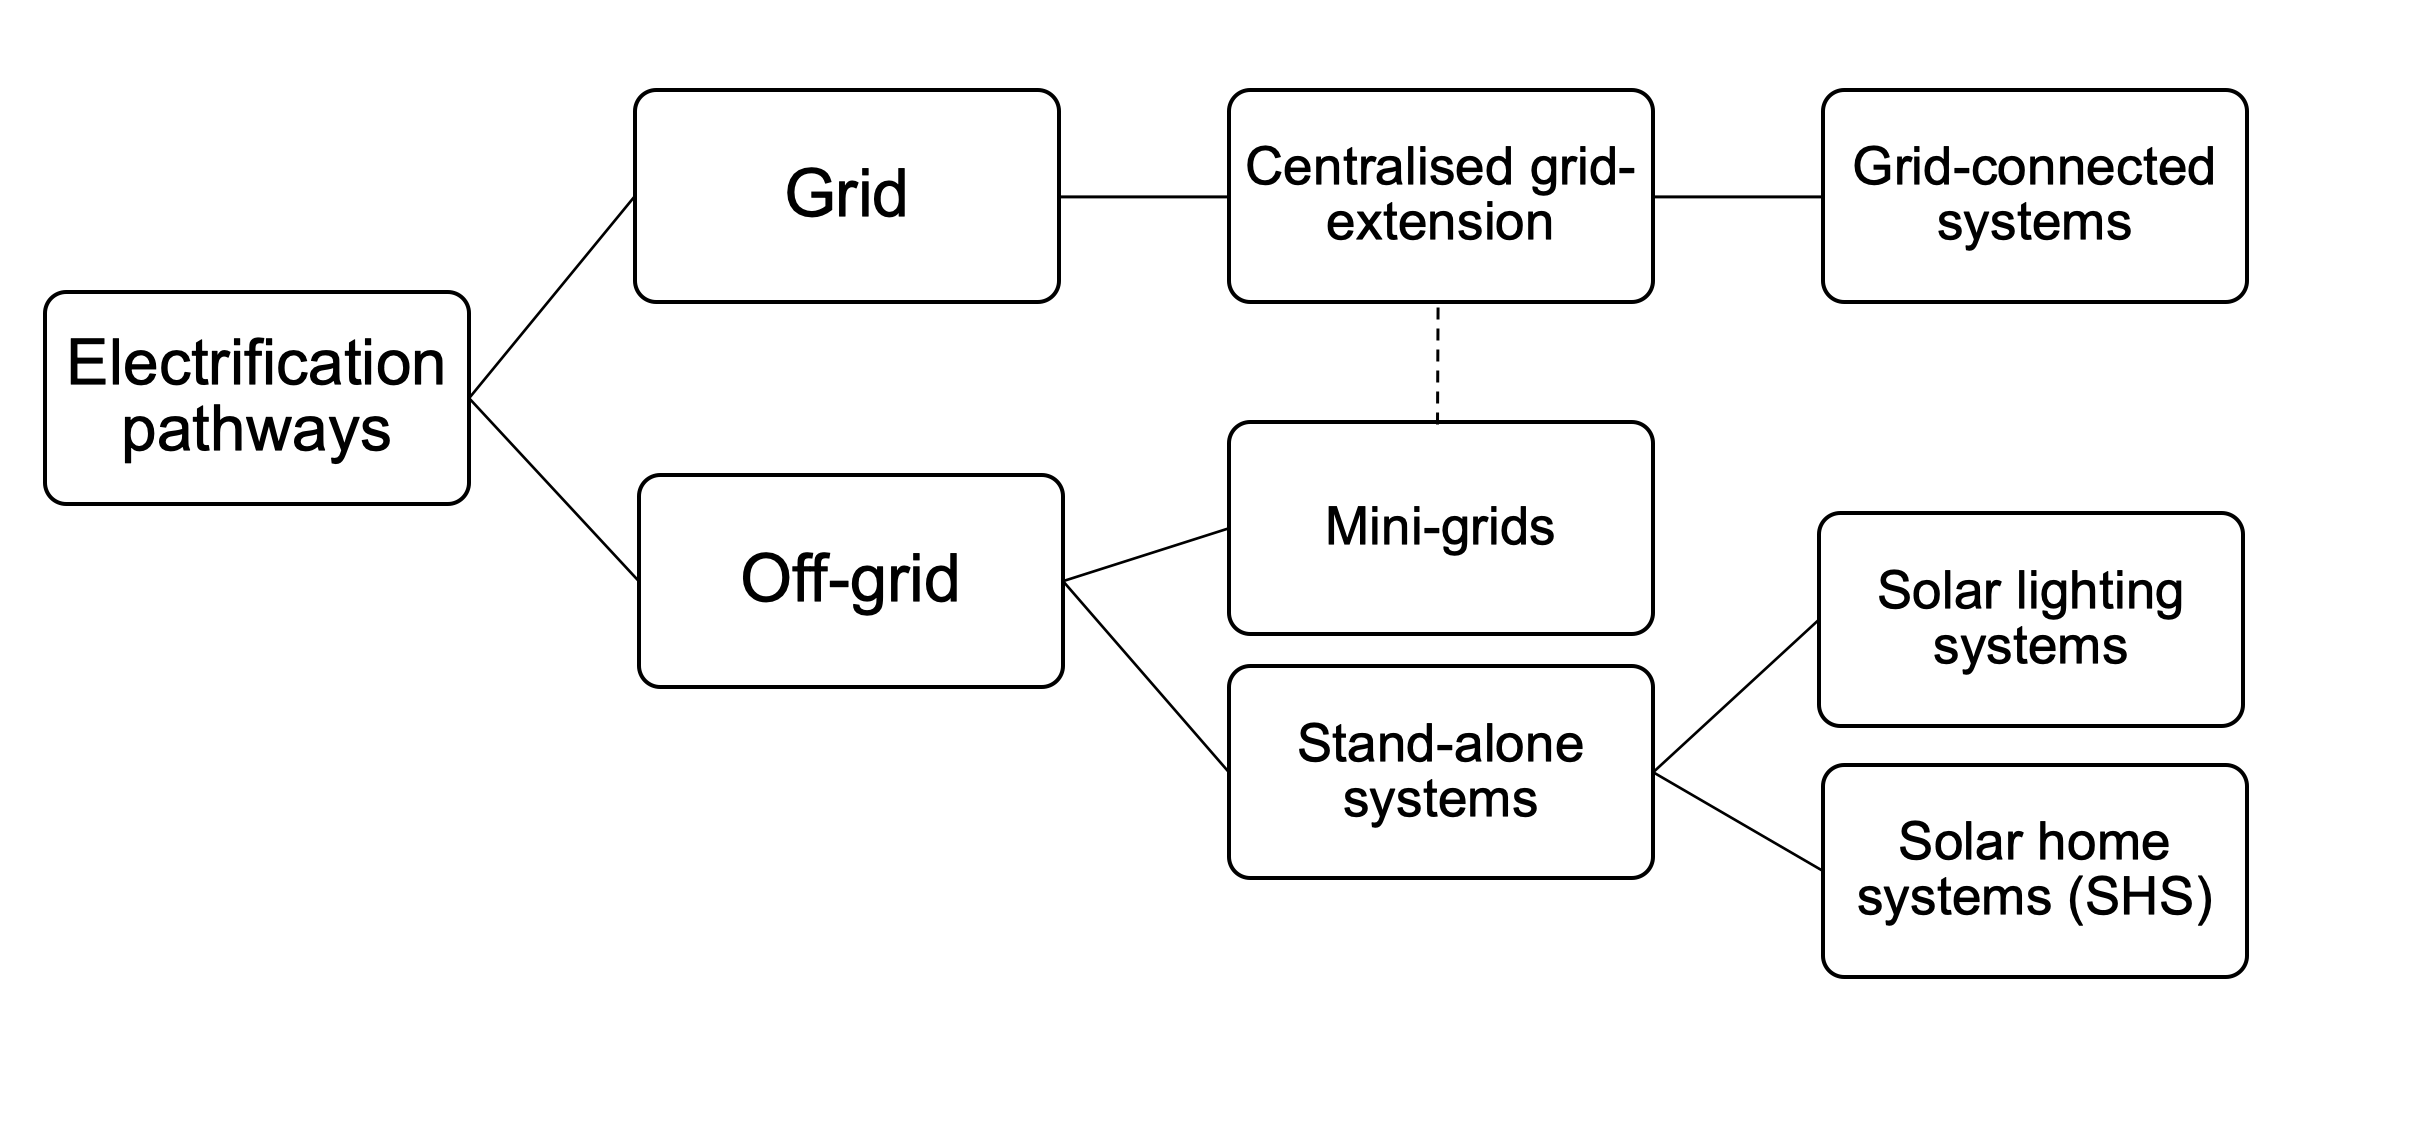 Electrification
pathways
Grid
Off-grid
Centralised grid-
extension
Mini-grids
Stand-alone
systems
Grid-connected
systems
Solar lighting
systems
Solar home
systems (SHS)